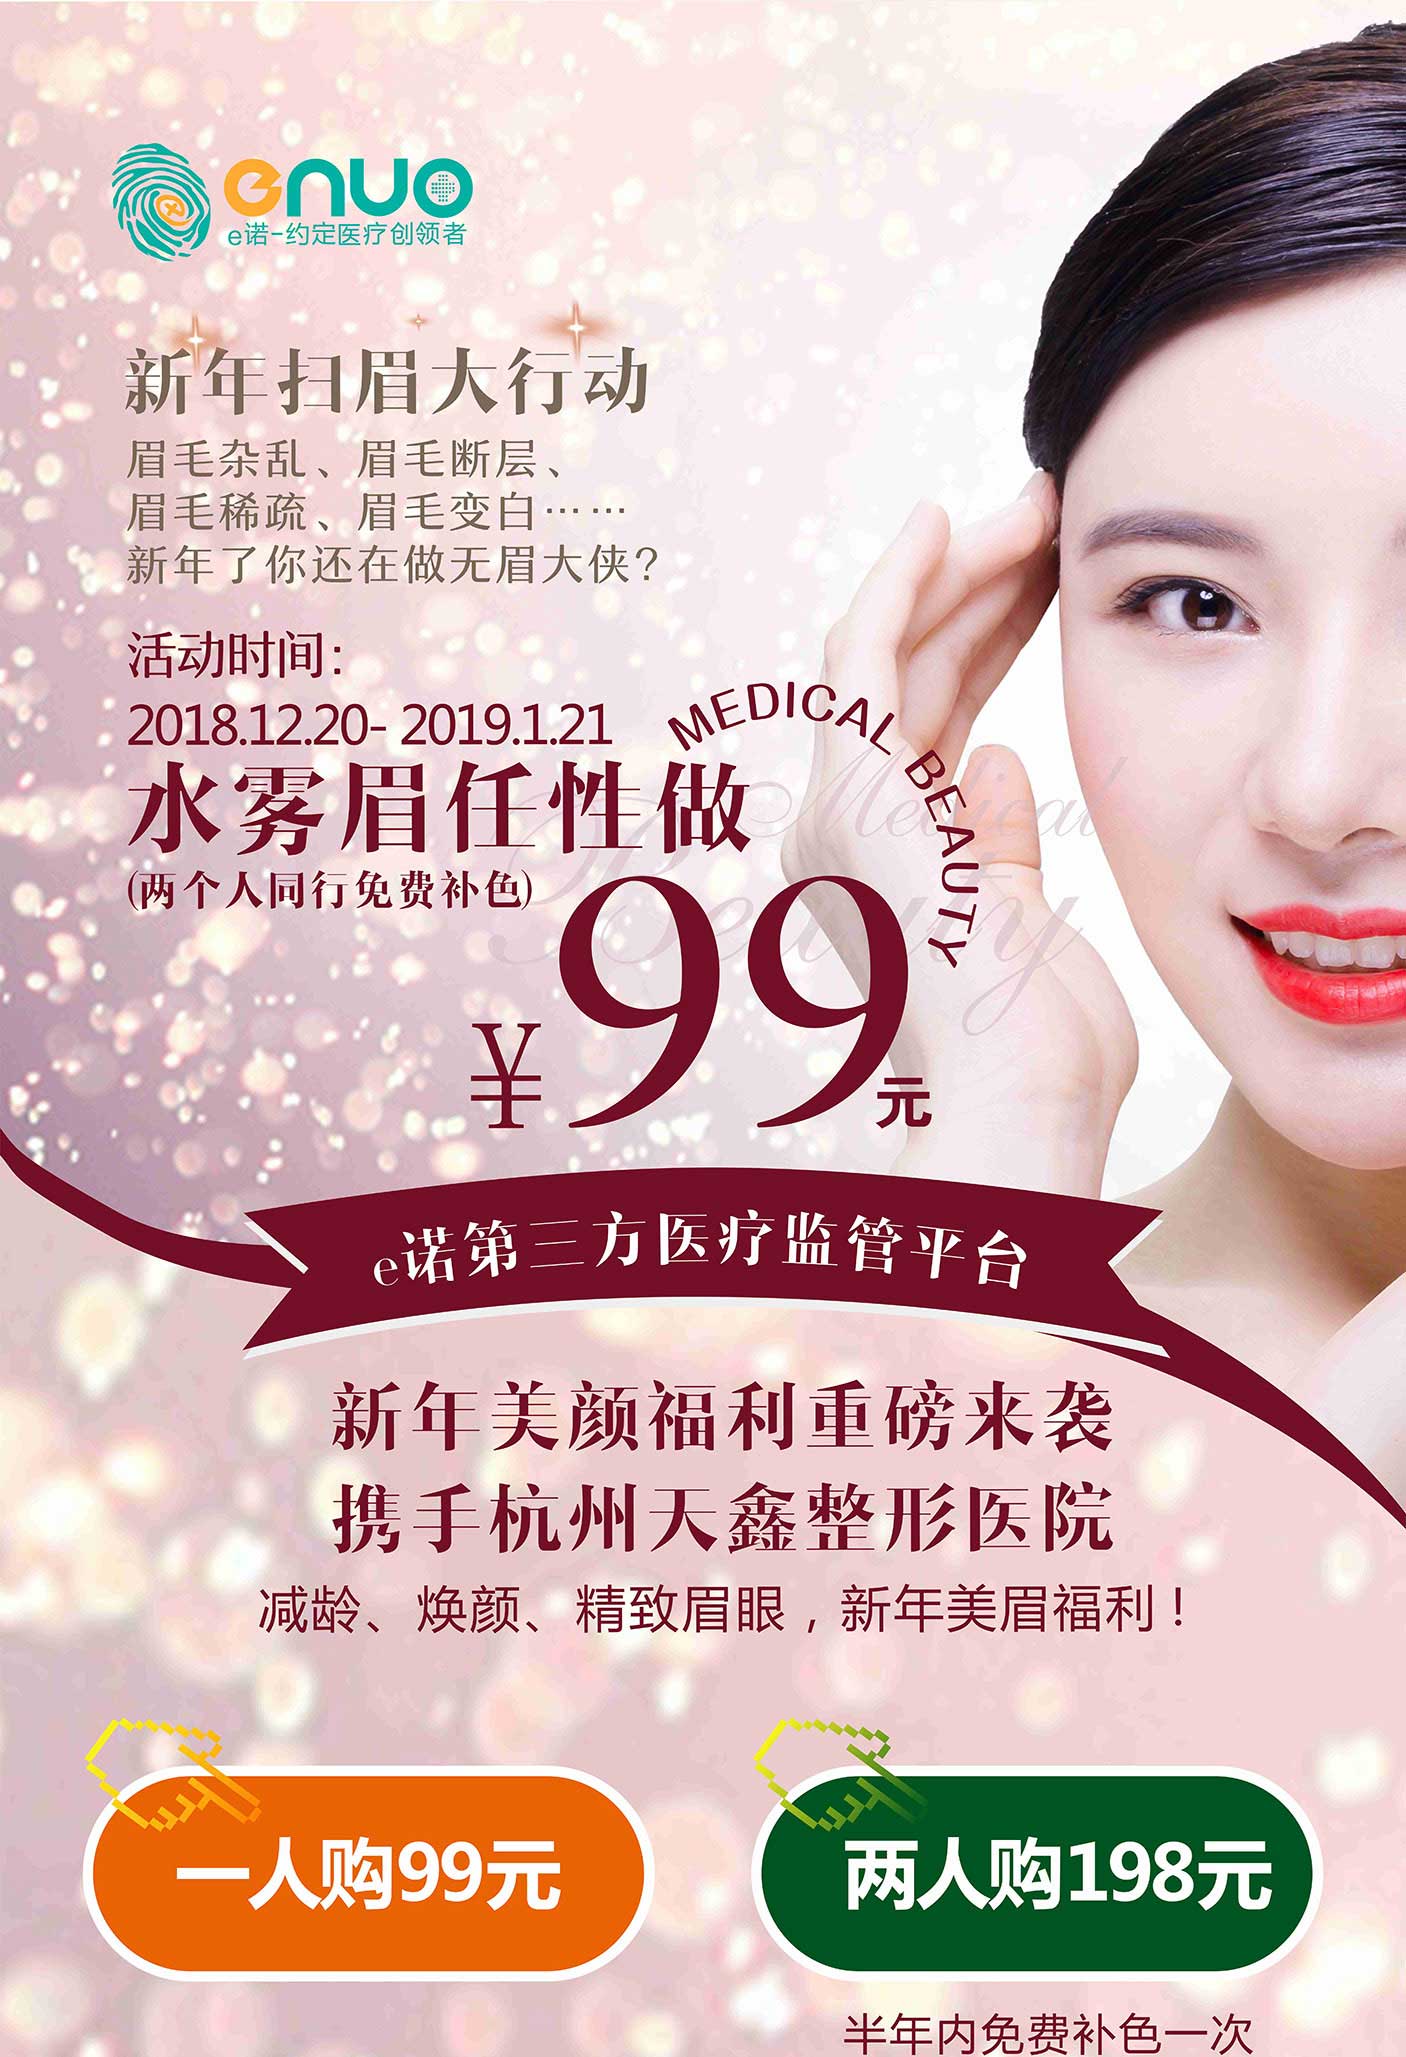 enuo
e诺-约定医疗创领者
新年扫眉大行动
眉毛杂乱、眉毛断层、
眉毛稀疏、眉毛变白……
新年了你还在做无眉大侠?
活动时间:
2018.12.20- 2019.1.21
MEDICAL BEAUTY
水雾眉任性做
Medical
Beauty
(两个人同行免费补色)
¥99元
e诺第三方医疗监管平台
新年美颜福利重磅来袭
携手杭州天鑫整形医院
减龄、焕颜、精致眉眼，新年美眉福利！
一人购99元
两人购198元
半年内免费补色一次